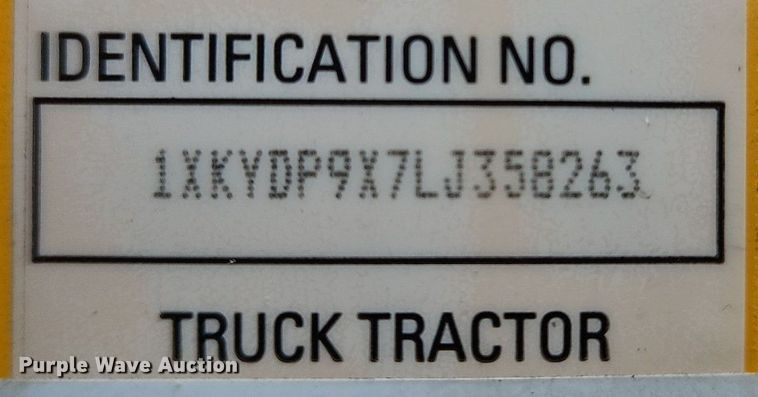 IDENTIFICATION NO.
1XKYDP9X7LJ358263
TRUCK TRACTOR
Purple Wave Auction